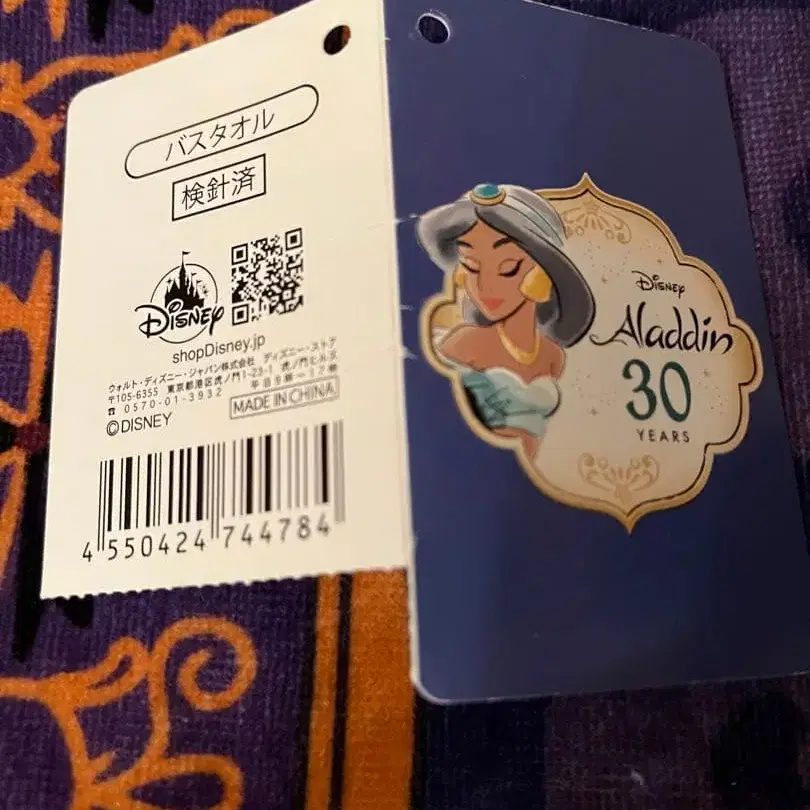 バスタオル
検針済
Disney
shopDisney.jp
ウォルト・ディズニー・ジャパン株式会社 ディズニー・ストア
〒105-6355 東京都港区虎ノ門1-23-1 虎ノ門ヒルズ
☎ 0570-01-3932 平日9時ー17時
MADE IN CHINA
©DISNEY
4 550424 744784
Disney
Aladdin
30
YEARS